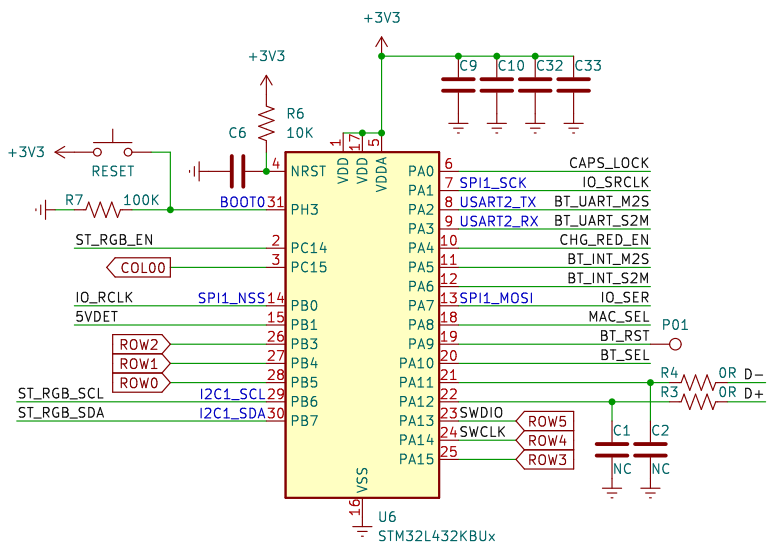 +3V3
+3V3
C9 C10 C32 C33
R6
10K
C6
+3V3
RESET
1 17 5
VDD VDD VDDA
4 NRST PA0 6 CAPS_LOCK
PA1 7 SPI1_SCK IO_SRCLK
R7 100K
BOOT0 31 PH3 PA2 8 USART2_TX BT_UART_M2S
PA3 9 USART2_RX BT_UART_S2M
ST_RGB_EN 2 PC14 PA4 10 CHG_RED_EN
COL00 3 PC15 PA5 11 BT_INT_M2S
PA6 12 BT_INT_S2M
IO_RCLK SPI1_NSS 14 PB0 PA7 13 SPI1_MOSI IO_SER
5VDET 15 PB1 PA8 18 MAC_SEL
ROW2 26 PB3 PA9 19 BT_RST P01
ROW1 27 PB4 PA10 20 BT_SEL
ROW0 28 PB5 PA11 21 R4 0R D-
ST_RGB_SCL I2C1_SCL 29 PB6 PA12 22 R3 0R D+
ST_RGB_SDA I2C1_SDA 30 PB7 PA13 23 SWDIO ROW5
PA14 24 SWCLK ROW4
C1 C2
PA15 25 ROW3
NC NC
VSS
16
U6
STM32L432KBUx